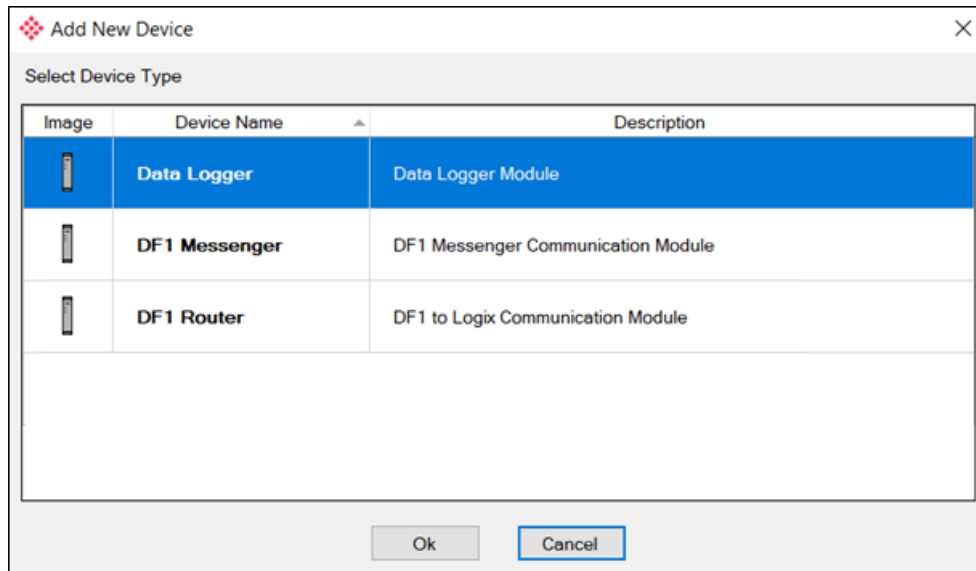 Add New Device
Select Device Type
Image Device Name Description
Data Logger Data Logger Module
DF1 Messenger DF1 Messenger Communication Module
DF1 Router DF1 to Logix Communication Module
Ok Cancel